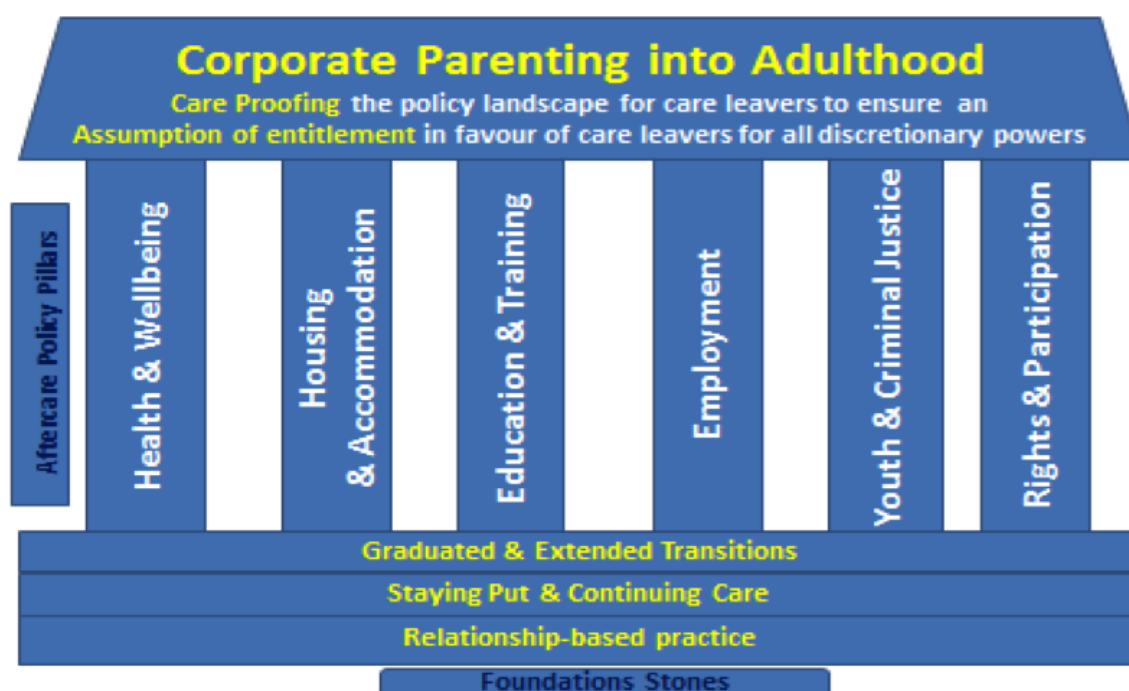 Corporate Parenting into Adulthood
Care Proofing the policy landscape for care leavers to ensure an
Assumption of entitlement in favour of care leavers for all discretionary powers
Aftercare Policy Pillars
Health & Wellbeing
Housing
& Accommodation
Education & Training
Employment
Youth & Criminal Justice
Rights & Participation
Graduated & Extended Transitions
Staying Put & Continuing Care
Relationship-based practice
Foundations Stones